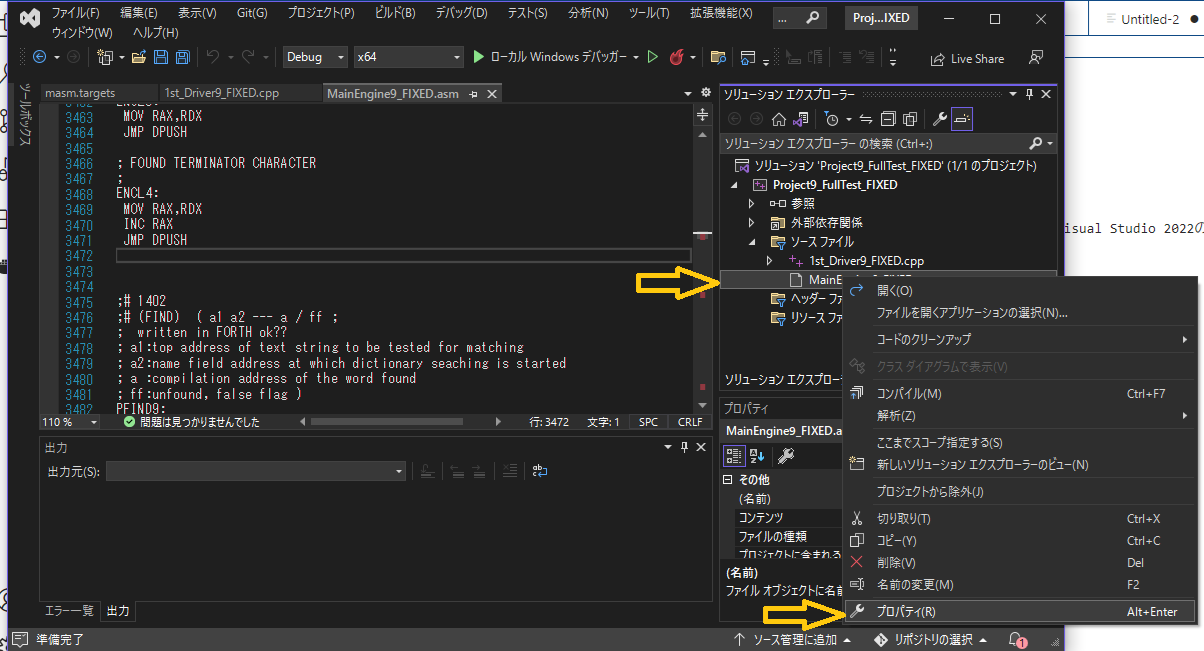 ファイル(F) 編集(E) 表示(V) Git(G) プロジェクト(P) ビルド(B) デバッグ(D) テスト(S) 分析(N) ツール(T) 拡張機能(X)
ウィンドウ(W) ヘルプ(H)
... Proj...IXED
Untitled-2
Debug x64 ローカル Windows デバッガー Live Share
ツールボックス
masm.targets 1st_Driver9_FIXED.cpp MainEngine9_FIXED.asm
3463 MOV RAX,RDX
3464 JMP DPUSH
3465
3466 ; FOUND TERMINATOR CHARACTER
3467 ;
3468 ENCL4:
3469 MOV RAX,RDX
3470 INC RAX
3471 JMP DPUSH
3472
3473
3474
3475 ;# 1402
3476 ;# (FIND) ( a1 a2 --- a / ff ;
3477 ; written in FORTH ok??
3478 ; a1:top address of text string to be tested for matching
3479 ; a2:name field address at which dictionary seaching is started
3480 ; a :compilation address of the word found
3481 ; ff:unfound, false flag )
3482 PFIND9:
110 % 問題は見つかりませんでした 行: 3472 文字: 1 SPC CRLF
出力
出力元(S):
エラー一覧 出力
準備完了
ソリューション エクスプローラー
ソリューション エクスプローラー の検索 (Ctrl+:)
ソリューション 'Project9_FullTest_FIXED' (1/1 のプロジェクト)
Project9_FullTest_FIXED
参照
外部依存関係
ソース ファイル
1st_Driver9_FIXED.cpp
ヘッダー ファ
リソース ファ
ソリューション エクスプローラ
プロパティ
MainEngine9_FIXED.a
その他
(名前)
コンテンツ
ファイルの種類
プロジェクトに含まれる
(名前)
ファイル オブジェクトに名前
isual Studio 2022の
開く(O)
ファイルを開くアプリケーションの選択(N)...
コードのクリーンアップ
クラス ダイアグラムで表示(V)
コンパイル(M) Ctrl+F7
解析(Z)
ここまでスコープ指定する(S)
新しいソリューション エクスプローラーのビュー(N)
プロジェクトから除外(J)
切り取り(T) Ctrl+X
コピー(Y) Ctrl+C
削除(V) Del
名前の変更(M) F2
プロパティ(R) Alt+Enter
ソース管理に追加 リポジトリの選択 1